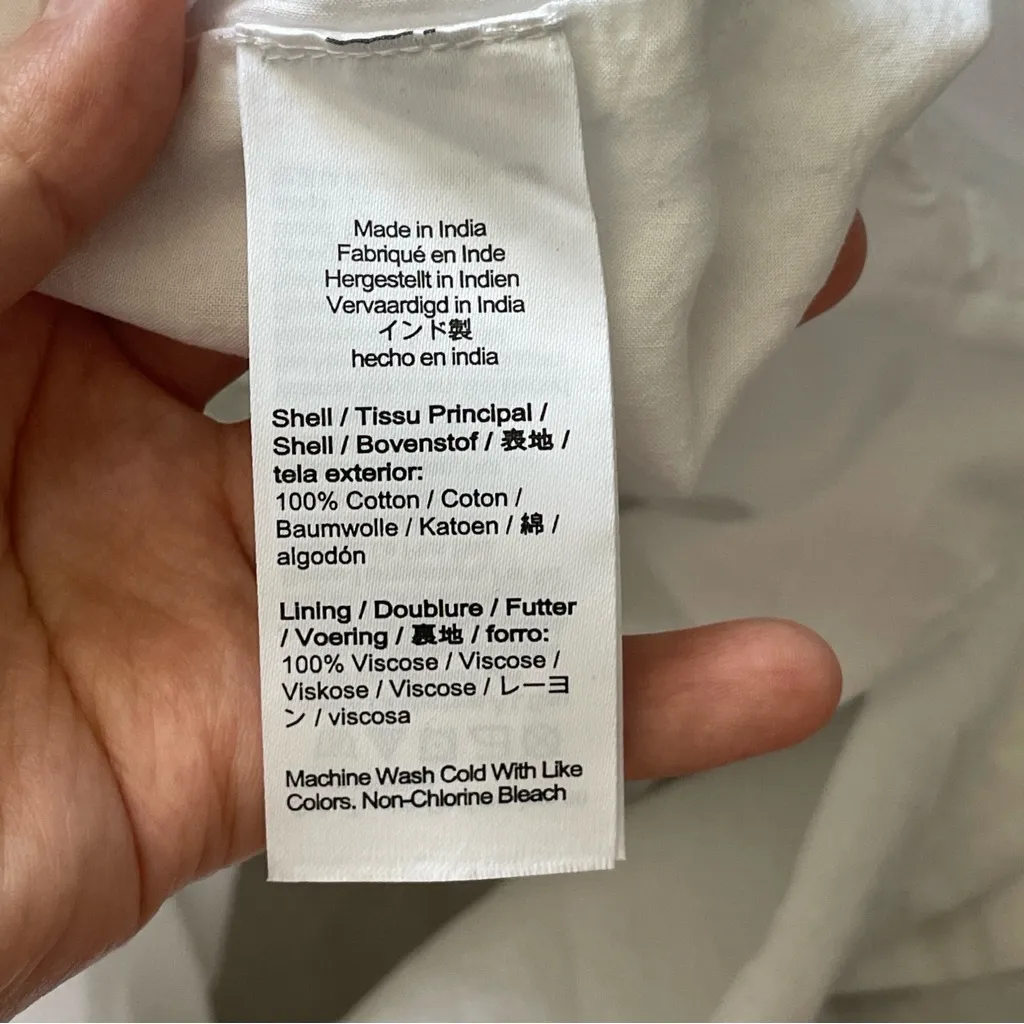 Made in India
Fabriqué en Inde
Hergestellt in Indien
Vervaardigd in India
インド製
hecho en india
Shell / Tissu Principal /
Shell / Bovenstof / 表地 /
tela exterior:
100% Cotton / Coton /
Baumwolle / Katoen / 綿 /
algodón
Lining / Doublure / Futter
/ Voering / 裏地 / forro:
100% Viscose / Viscose /
Viskose / Viscose / レーヨ
ン / viscosa
Machine Wash Cold With Like
Colors. Non-Chlorine Bleach